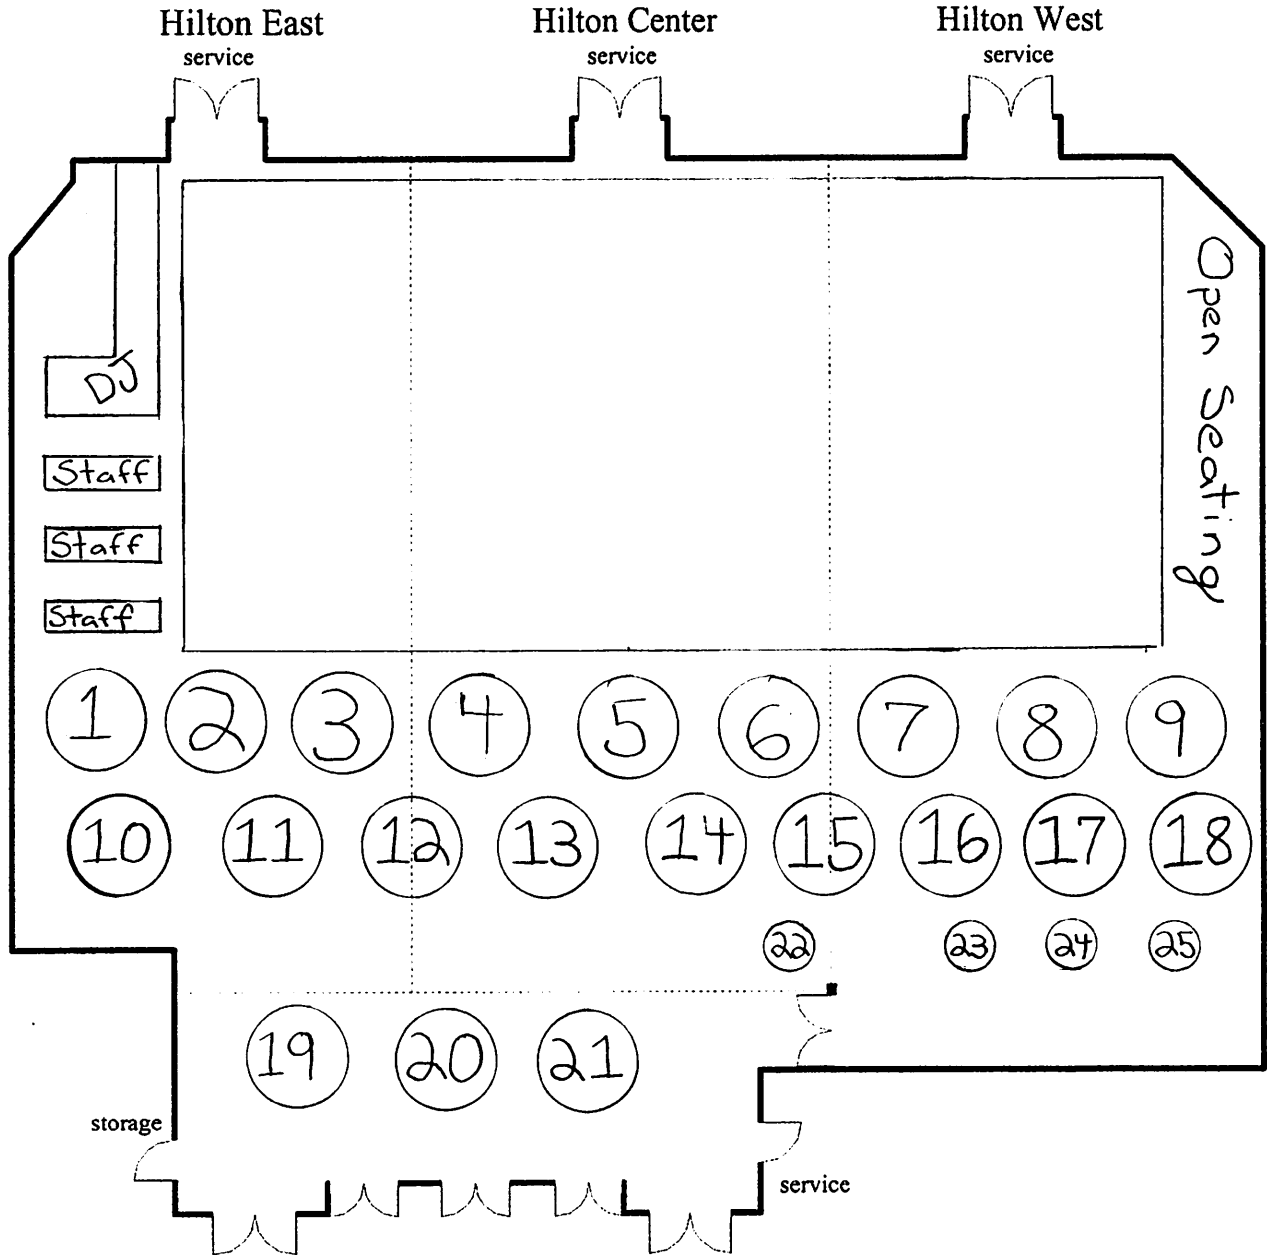 Hilton East
Hilton Center
Hilton West
service
service
service
Open Seating
DJ
Staff
Staff
Staff
1 2 3 4 5 6 7 8 9
10 11 12 13 14 15 16 17 18
22 23 24 25
19 20 21
storage
service